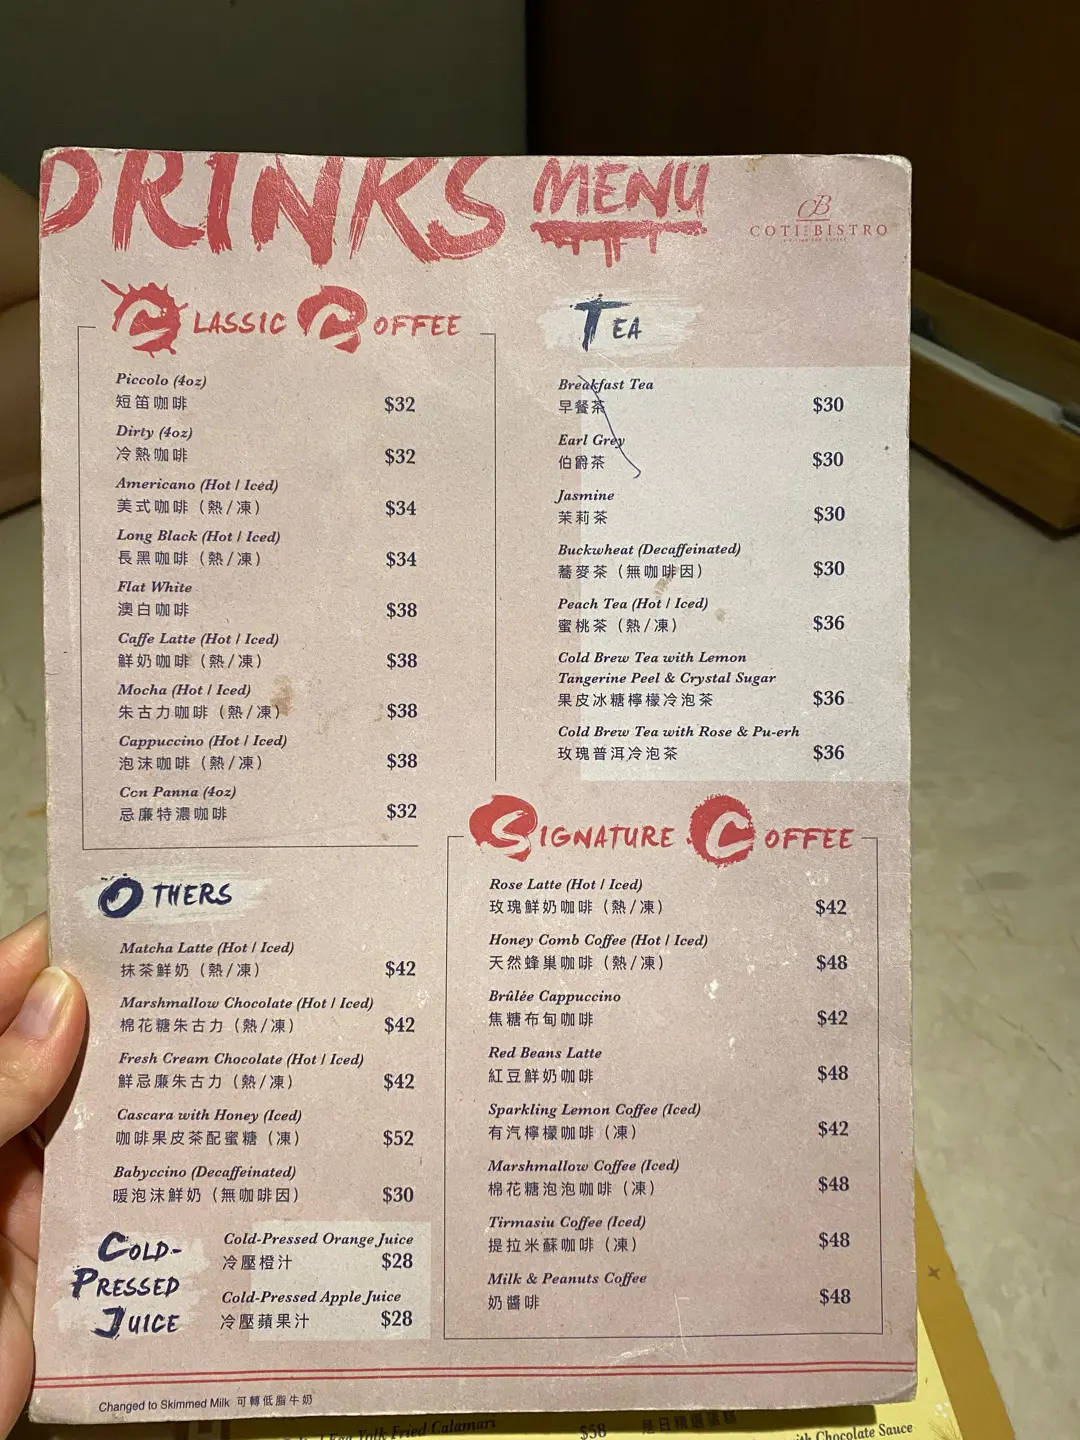 DRINKS MENU
CB
COTI BISTRO
CLASSIC COFFEE
Piccolo (4oz)
短笛咖啡 $32
Dirty (4oz)
冷熱咖啡 $32
Americano (Hot / Iced)
美式咖啡（熱/凍） $34
Long Black (Hot / Iced)
長黑咖啡（熱/凍） $34
Flat White
澳白咖啡 $38
Caffe Latte (Hot / Iced)
鮮奶咖啡（熱/凍） $38
Mocha (Hot / Iced)
朱古力咖啡（熱/凍） $38
Cappuccino (Hot / Iced)
泡沫咖啡（熱/凍） $38
Con Panna (4oz)
忌廉特濃咖啡 $32
TEA
Breakfast Tea
早餐茶 $30
Earl Grey
伯爵茶 $30
Jasmine
茉莉茶 $30
Buckwheat (Decaffeinated)
蕎麥茶（無咖啡因） $30
Peach Tea (Hot / Iced)
蜜桃茶（熱/凍） $36
Cold Brew Tea with Lemon
Tangerine Peel & Crystal Sugar
果皮冰糖檸檬冷泡茶 $36
Cold Brew Tea with Rose & Pu-erh
玫瑰普洱冷泡茶 $36
OTHERS
Matcha Latte (Hot / Iced)
抹茶鮮奶（熱/凍） $42
Marshmallow Chocolate (Hot / Iced)
棉花糖朱古力（熱/凍） $42
Fresh Cream Chocolate (Hot / Iced)
鮮忌廉朱古力（熱/凍） $42
Cascara with Honey (Iced)
咖啡果皮茶配蜜糖（凍） $52
Babyccino (Decaffeinated)
暖泡沫鮮奶（無咖啡因） $30
COLD-
PRESSED
JUICE
Cold-Pressed Orange Juice
冷壓橙汁 $28
Cold-Pressed Apple Juice
冷壓蘋果汁 $28
SIGNATURE COFFEE
Rose Latte (Hot / Iced)
玫瑰鮮奶咖啡（熱/凍） $42
Honey Comb Coffee (Hot / Iced)
天然蜂巢咖啡（熱/凍） $48
Brûlée Cappuccino
焦糖布甸咖啡 $42
Red Beans Latte
紅豆鮮奶咖啡 $48
Sparkling Lemon Coffee (Iced)
有汽檸檬咖啡（凍） $42
Marshmallow Coffee (Iced)
棉花糖泡泡咖啡（凍） $48
Tirmasiu Coffee (Iced)
提拉米蘇咖啡（凍） $48
Milk & Peanuts Coffee
奶醬啡 $48
Changed to Skimmed Milk 可轉低脂牛奶
Egg Yolk Fried Calamari $58
with Chocolate Sauce